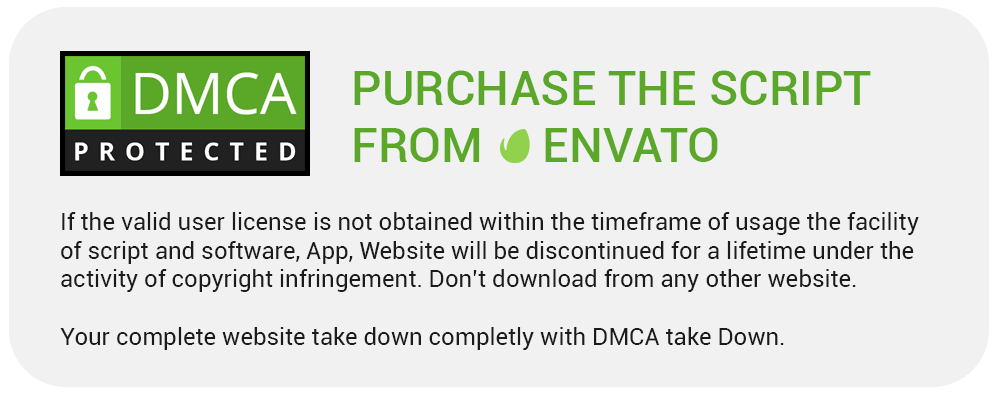 DMCA
PROTECTED
PURCHASE THE SCRIPT
FROM ENVATO
If the valid user license is not obtained within the timeframe of usage the facility
of script and software, App, Website will be discontinued for a lifetime under the
activity of copyright infringement. Don't download from any other website.
Your complete website take down completly with DMCA take Down.